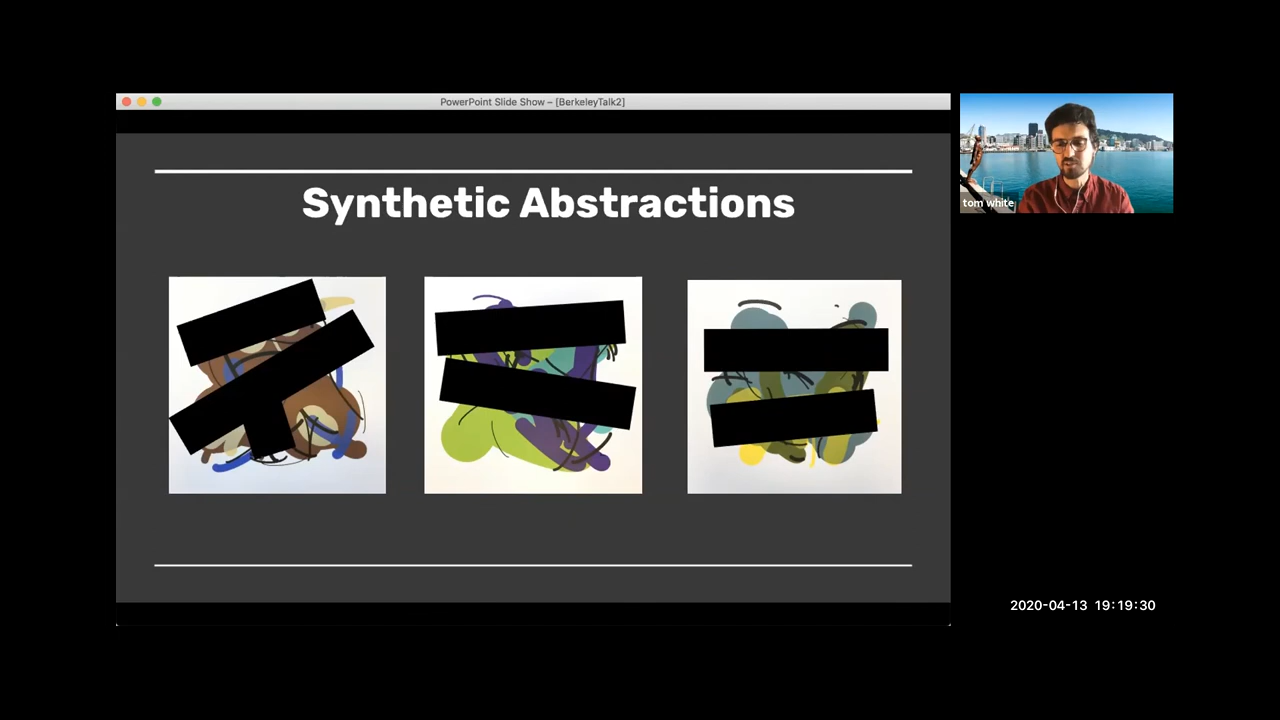 PowerPoint Slide Show – [BerkeleyTalk2]
Synthetic Abstractions
tom white
2020-04-13 19:19:30